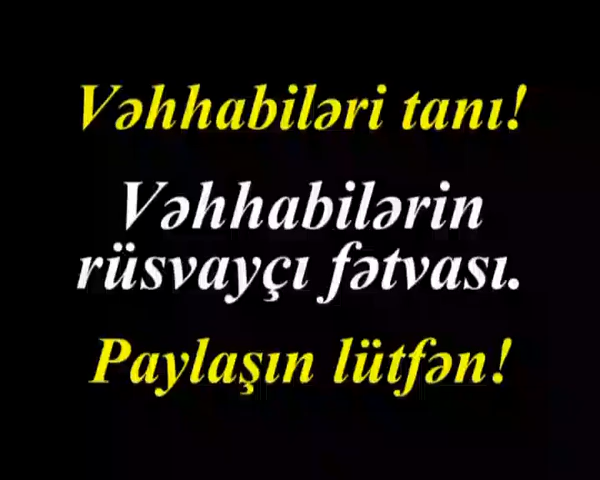 Vəhhabiləri tanı!
Vəhhabilərin
rüsvayçı fətvası.
Paylaşın lütfən!